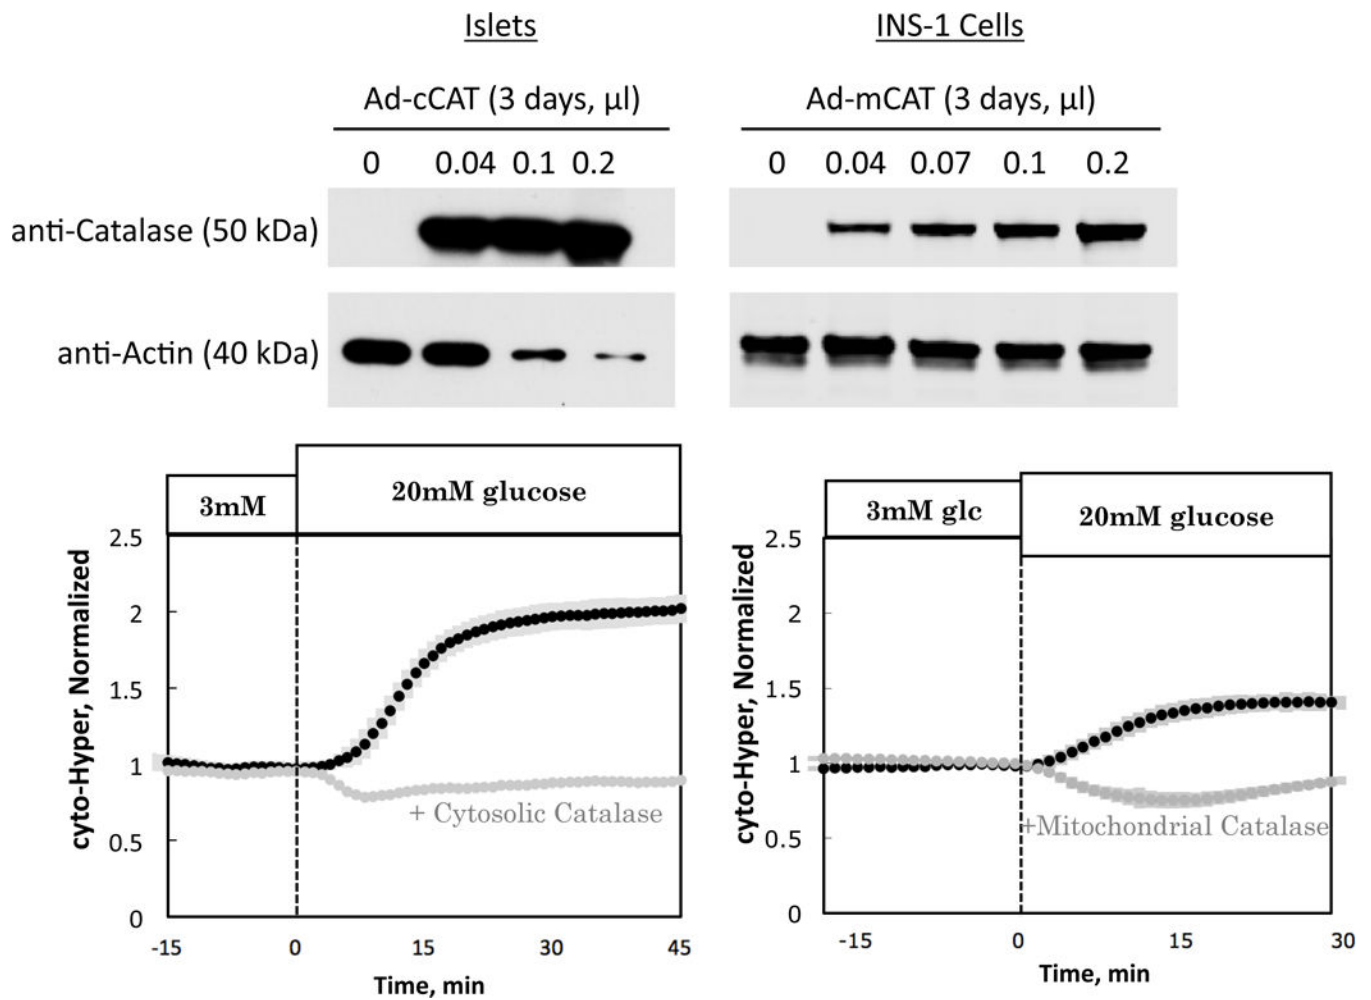 Islets
INS-1 Cells
Ad-cCAT (3 days, µl)
Ad-mCAT (3 days, µl)
0 0.04 0.1 0.2
0 0.04 0.07 0.1 0.2
anti-Catalase (50 kDa)
anti-Actin (40 kDa)
3mM
20mM glucose
3mM glc
20mM glucose
cyto-Hyper, Normalized
2.5
2
1.5
1
0.5
0
+ Cytosolic Catalase
-15 0 15 30 45
Time, min
cyto-Hyper, Normalized
2.5
2
1.5
1
0.5
0
+Mitochondrial Catalase
-15 0 15 30
Time, min